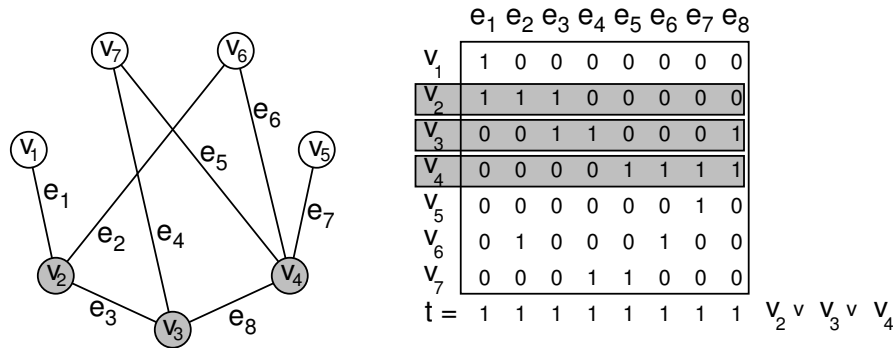 v7 v6
e6
v1 e5 v5
e1
e2 e4 e7
v2 v4
e3 v3 e8
e1 e2 e3 e4 e5 e6 e7 e8
v1 1 0 0 0 0 0 0 0
v2 1 1 1 0 0 0 0 0
v3 0 0 1 1 0 0 0 1
v4 0 0 0 0 1 1 1 1
v5 0 0 0 0 0 0 1 0
v6 0 1 0 0 0 1 0 0
v7 0 0 0 1 1 0 0 0
t = 1 1 1 1 1 1 1 1 v2 v v3 v v4